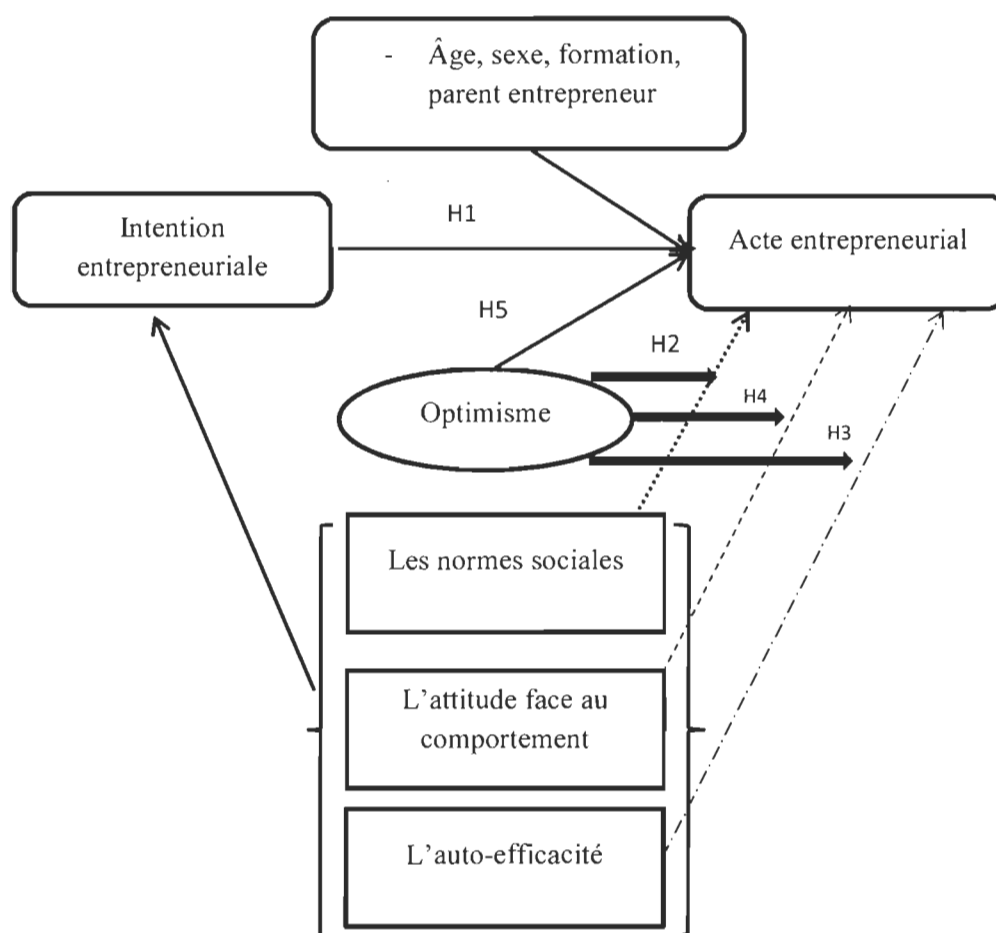 - Âge, sexe, formation,
parent entrepreneur
H1
Intention
entrepreneuriale
Acte entrepreneurial
H5
H2
Optimisme
H4
H3
Les normes sociales
L'attitude face au
comportement
L'auto-efficacité